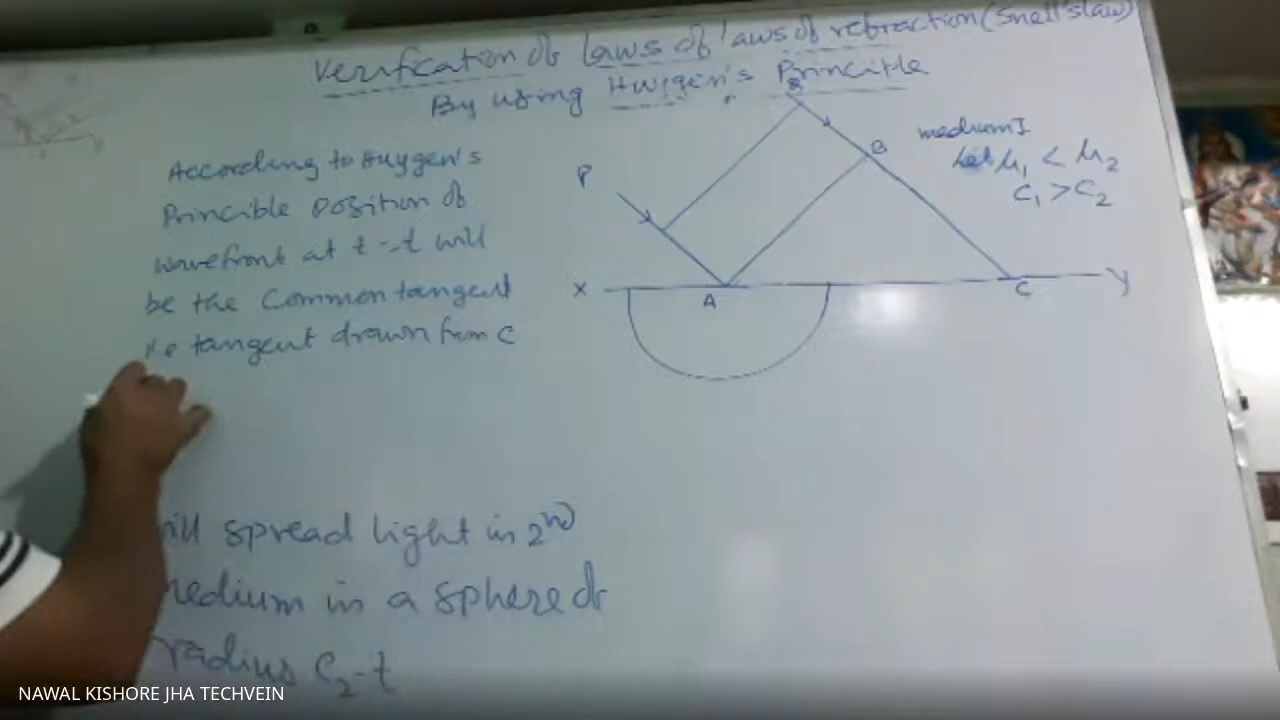 Verification of laws of laws of refraction (Snell's law)
By using Huygen's Principle
According to Huygen's
Principle position of
wavefront at t = t will
be the common tangent
i.e tangent drawn from C
P
B
medium I
Let μ₁ < μ₂
C₁ > C₂
X
A
C
Y
ill spread light in 2nd
medium in a sphere of
radius C₂-t
NAWAL KISHORE JHA TECHVEIN